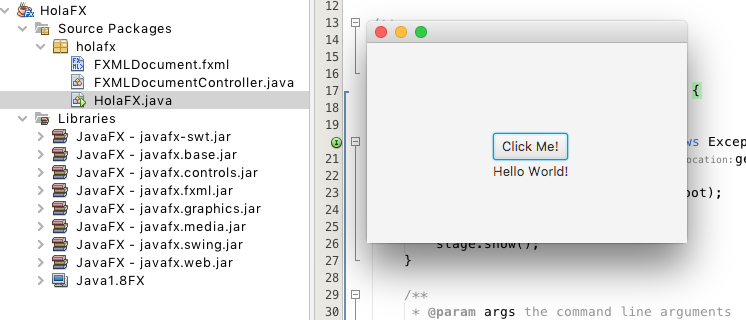 HolaFX
Source Packages
holafx
FXMLDocument.fxml
FXMLDocumentController.java
HolaFX.java
Libraries
JavaFX - javafx-swt.jar
JavaFX - javafx.base.jar
JavaFX - javafx.controls.jar
JavaFX - javafx.fxml.jar
JavaFX - javafx.graphics.jar
JavaFX - javafx.media.jar
JavaFX - javafx.swing.jar
JavaFX - javafx.web.jar
Java1.8FX
12
13
14
15
16
17 {
18
19
ws Excep
21 location:ge
22
23 oot);
24
25
26 stage.show();
27 }
28
29 /**
30 * @param args the command line arguments
Click Me!
Hello World!